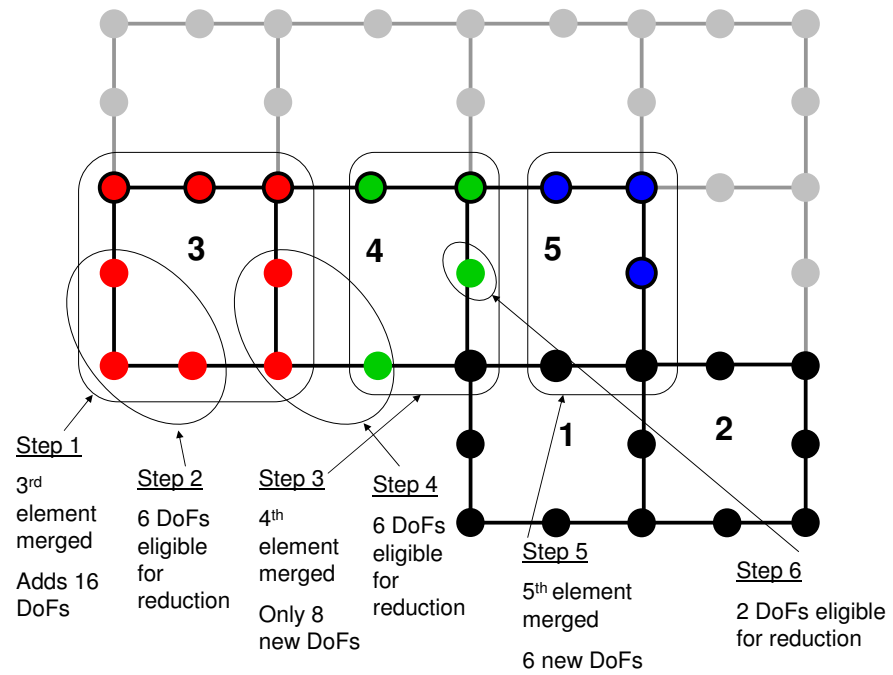 3
4
5
1
2
Step 1
3rd
element
merged
Adds 16
DoFs
Step 2
6 DoFs
eligible
for
reduction
Step 3
4th
element
merged
Only 8
new DoFs
Step 4
6 DoFs
eligible
for
reduction
Step 5
5th element
merged
6 new DoFs
Step 6
2 DoFs eligible
for reduction